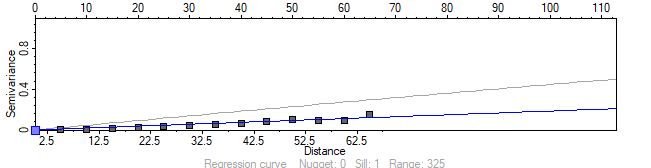 0 10 20 30 40 50 60 70 80 90 100 110
0.8
0.4
0
Semivariance
2.5 12.5 22.5 32.5 42.5 52.5 62.5
Distance
Regression curve Nugget: 0 Sill: 1 Range: 325